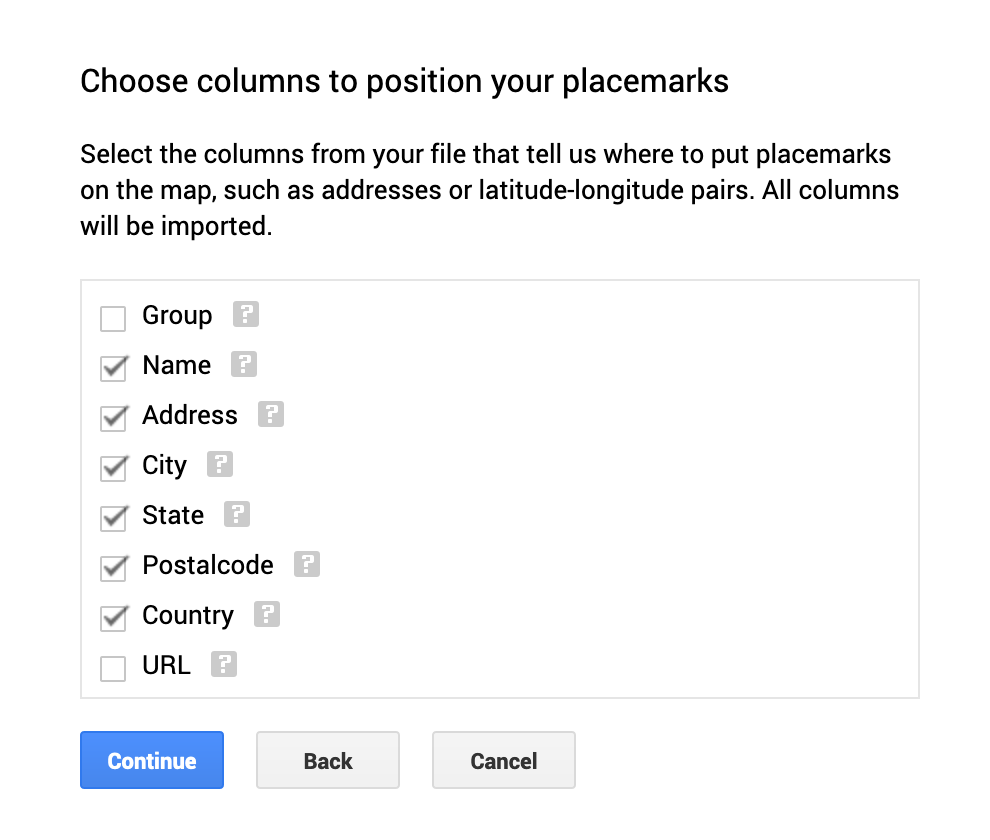 Choose columns to position your placemarks
Select the columns from your file that tell us where to put placemarks
on the map, such as addresses or latitude-longitude pairs. All columns
will be imported.
Group ?
Name ?
Address ?
City ?
State ?
Postalcode ?
Country ?
URL ?
Continue Back Cancel